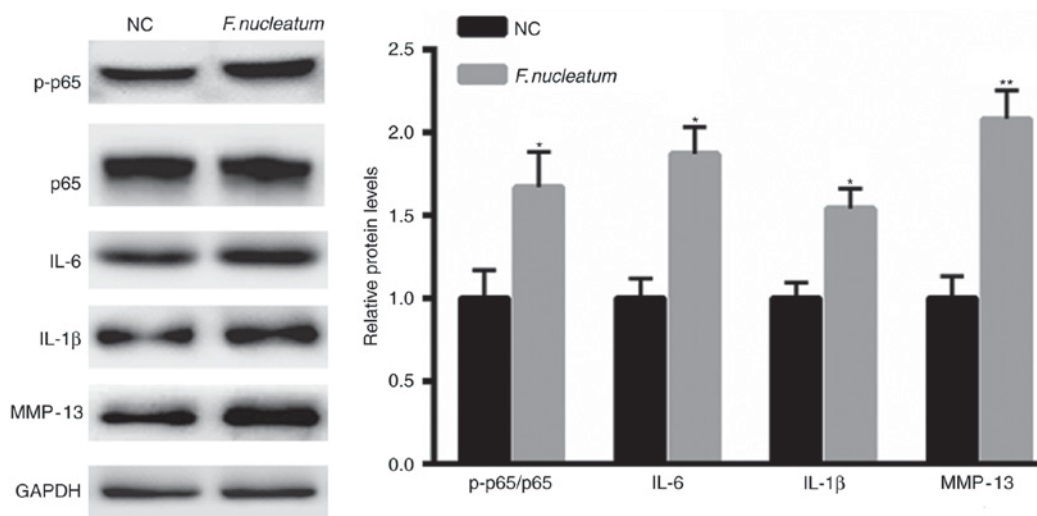 NC F. nucleatum
p-p65
p65
IL-6
IL-1β
MMP-13
GAPDH
NC
F. nucleatum
Relative protein levels
2.5
2.0
1.5
1.0
0.5
0.0
*
*
*
**
p-p65/p65 IL-6 IL-1β MMP-13